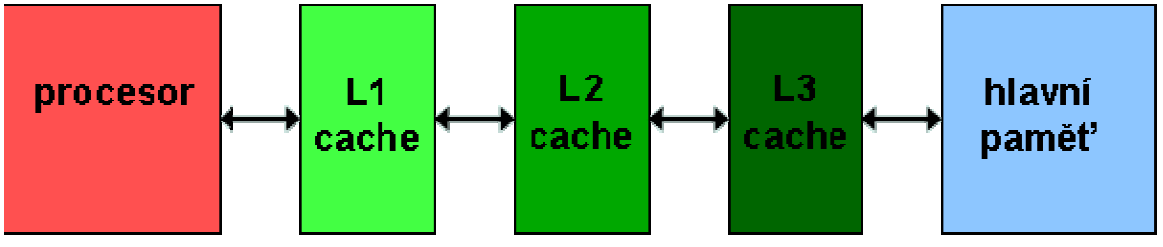 procesor
L1
cache
L2
cache
L3
cache
hlavní
paměť